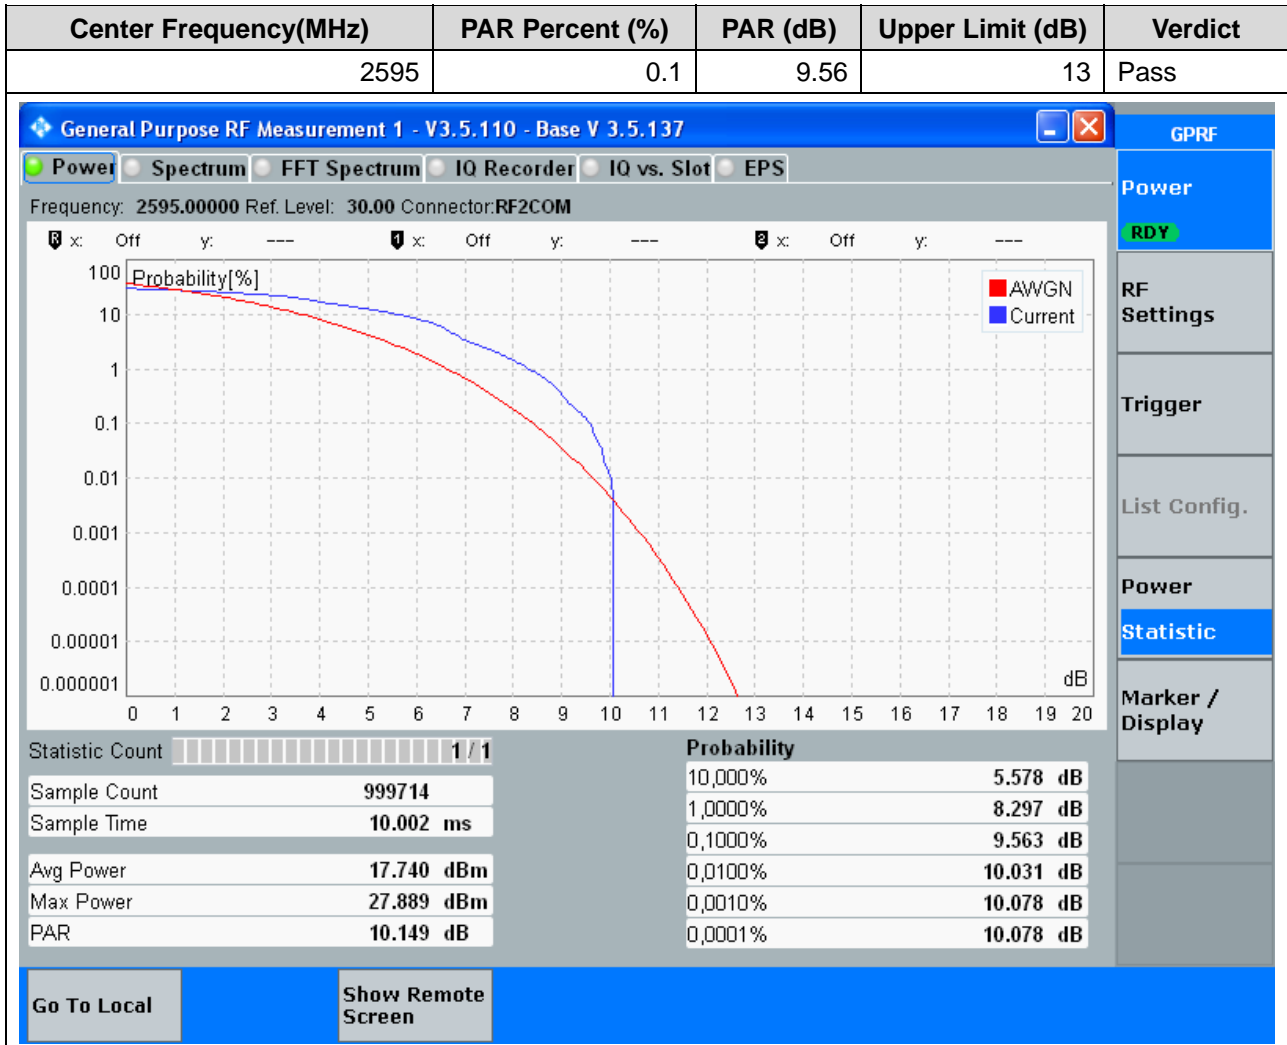 Center Frequency(MHz) PAR Percent (%) PAR (dB) Upper Limit (dB) Verdict
2595 0.1 9.56 13 Pass
General Purpose RF Measurement 1 - V3.5.110 - Base V 3.5.137
GPRF
Power Spectrum FFT Spectrum IQ Recorder IQ vs. Slot EPS
Frequency: 2595.00000 Ref. Level: 30.00 Connector:RF2COM
R x: Off y: --- 1 x: Off y: --- 2 x: Off y: ---
Probability[%]
AWGN
Current
100
10
1
0.1
0.01
0.001
0.0001
0.00001
0.000001
dB
0 1 2 3 4 5 6 7 8 9 10 11 12 13 14 15 16 17 18 19 20
Statistic Count 1 / 1
Sample Count 999714
Sample Time 10.002 ms
Avg Power 17.740 dBm
Max Power 27.889 dBm
PAR 10.149 dB
Probability
10,000% 5.578 dB
1,0000% 8.297 dB
0,1000% 9.563 dB
0,0100% 10.031 dB
0,0010% 10.078 dB
0,0001% 10.078 dB
Power
RDY
RF
Settings
Trigger
List Config.
Power
Statistic
Marker /
Display
Go To Local
Show Remote
Screen